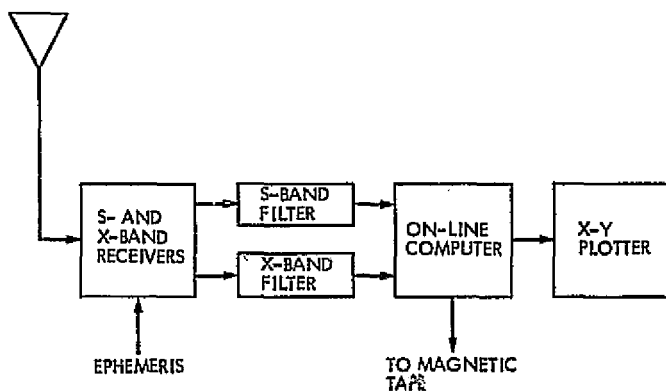 S- AND
X-BAND
RECEIVERS
S-BAND
FILTER
X-BAND
FILTER
ON-LINE
COMPUTER
X-Y
PLOTTER
EPHEMERIS
TO MAGNETIC
TAPE